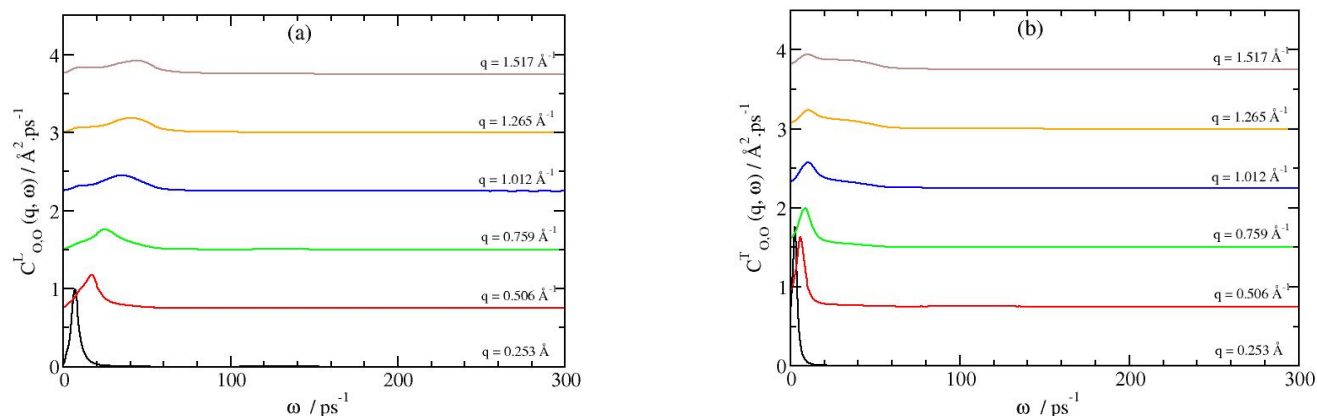 (a)
4
3
2
1
0
0
100
200
300
C^L_O,O (q, ω) / Å^2.ps^-1
ω / ps^-1
q = 1.517 Å^-1
q = 1.265 Å^-1
q = 1.012 Å^-1
q = 0.759 Å^-1
q = 0.506 Å^-1
q = 0.253 Å
(b)
4
3
2
1
0
0
100
200
300
C^T_O,O (q, ω) / Å^2.ps^-1
ω / ps^-1
q = 1.517 Å^-1
q = 1.265 Å^-1
q = 1.012 Å^-1
q = 0.759 Å^-1
q = 0.506 Å^-1
q = 0.253 Å